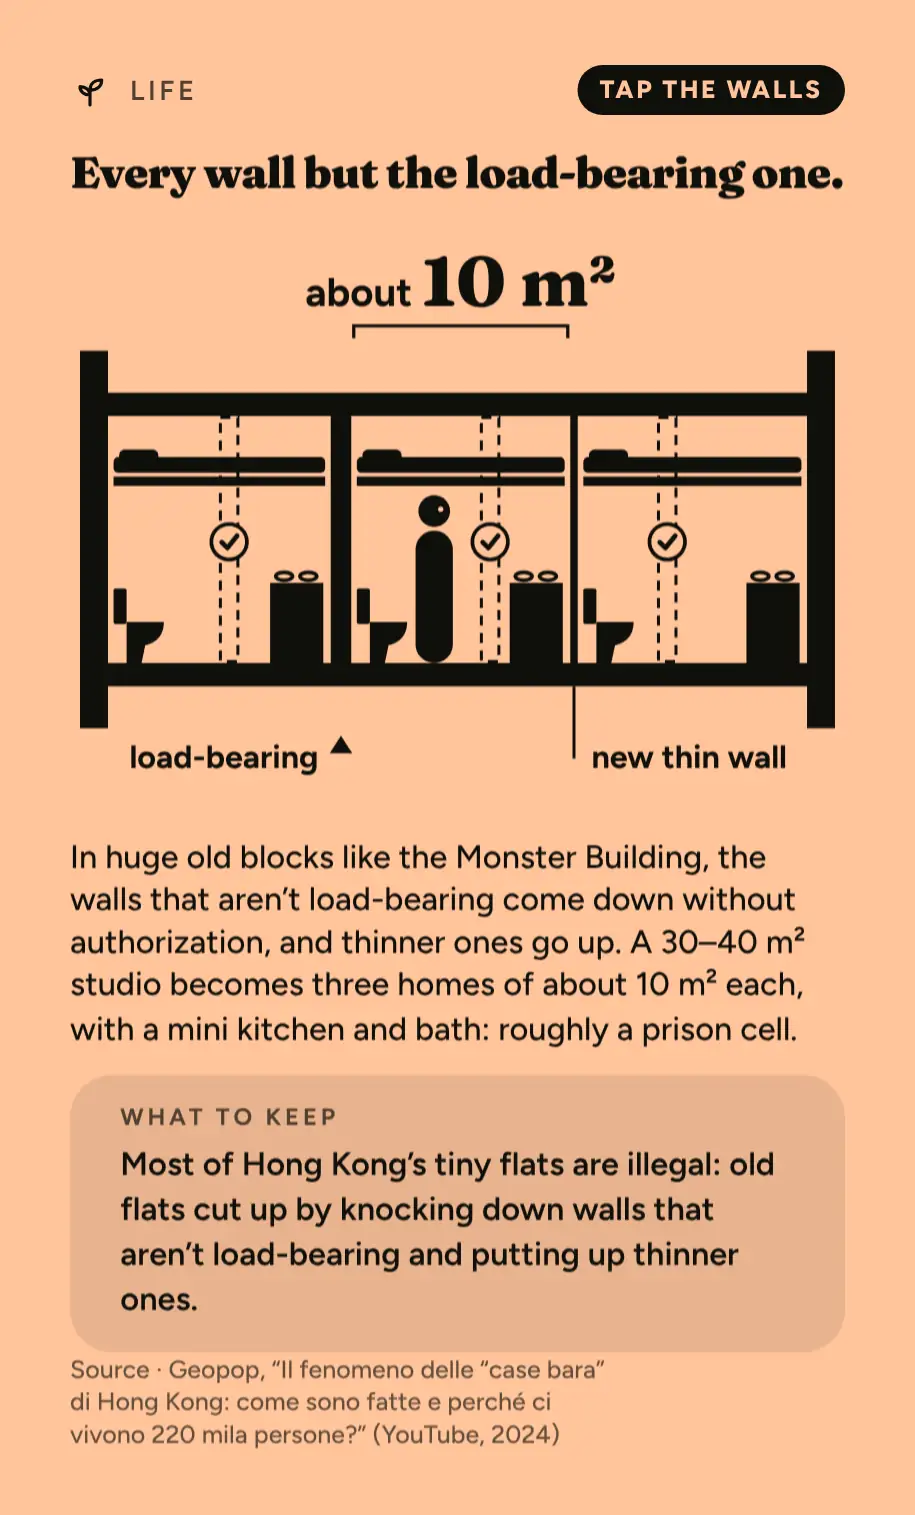 LIFE
TAP THE WALLS
Every wall but the load-bearing one.
about 10 m²
load-bearing
new thin wall
In huge old blocks like the Monster Building, the
walls that aren’t load-bearing come down without
authorization, and thinner ones go up. A 30–40 m²
studio becomes three homes of about 10 m² each,
with a mini kitchen and bath: roughly a prison cell.
WHAT TO KEEP
Most of Hong Kong’s tiny flats are illegal: old
flats cut up by knocking down walls that
aren’t load-bearing and putting up thinner
ones.
Source · Geopop, “Il fenomeno delle “case bara”
di Hong Kong: come sono fatte e perché ci
vivono 220 mila persone?” (YouTube, 2024)